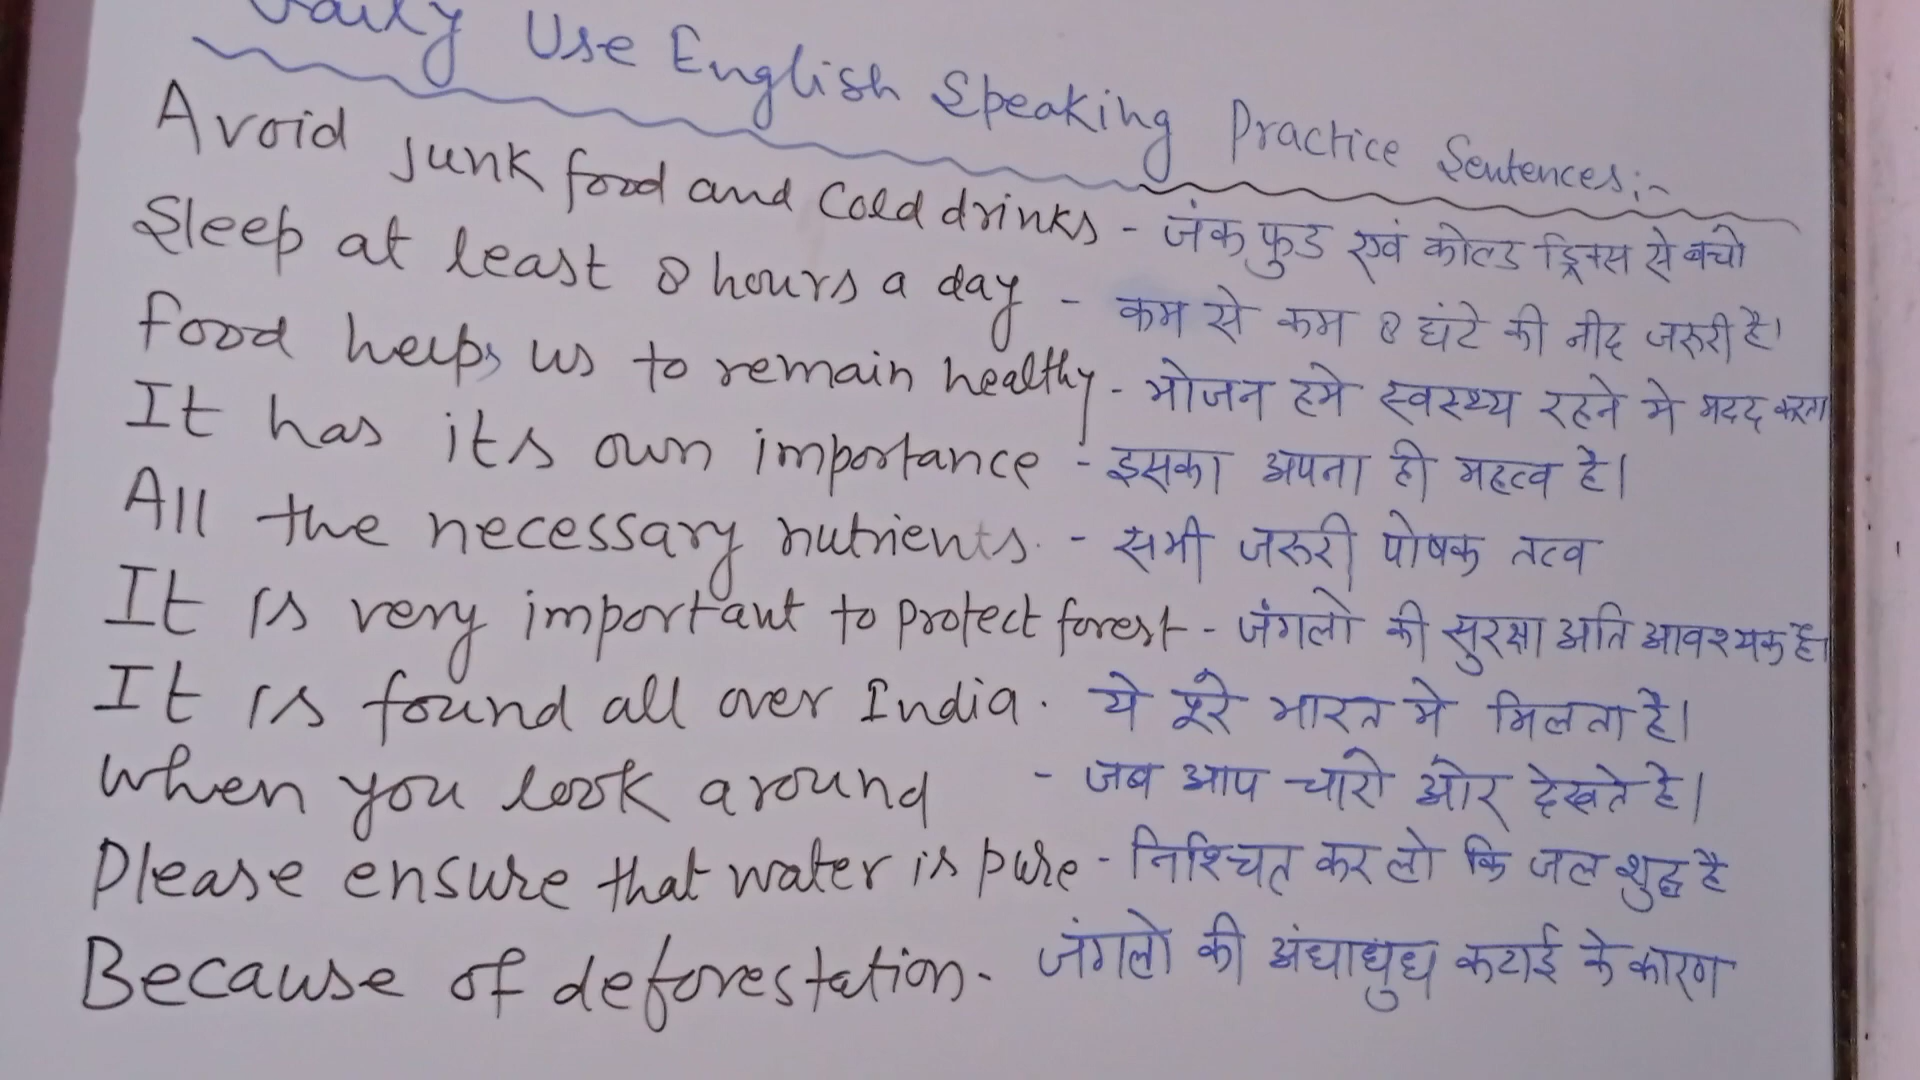 Daily Use English Speaking Practice Sentences:-
Avoid junk food and Cold drinks - जंक फुड एवं कोल्ड ड्रिंक्स से बचो
Sleep at least 8 hours a day - कम से कम 8 घंटे की नीद जरुरी है।
food helps us to remain healthy - भोजन हमे स्वस्थ्य रहने मे मदद करता
It has its own importance - इसका अपना ही महत्व है।
All the necessary nutrients. - सभी जरुरी पोषक तत्व
It is very important to protect forest - जंगलो की सुरक्षा अति आवश्यक है।
It is found all over India. ये पूरे भारत मे मिलता है।
When you look around - जब आप चारो ओर देखते है।
Please ensure that water is pure - निश्चित कर लो कि जल शुद्ध है
Because of deforestation. जंगलो की अंधाधुध कटाई के कारण